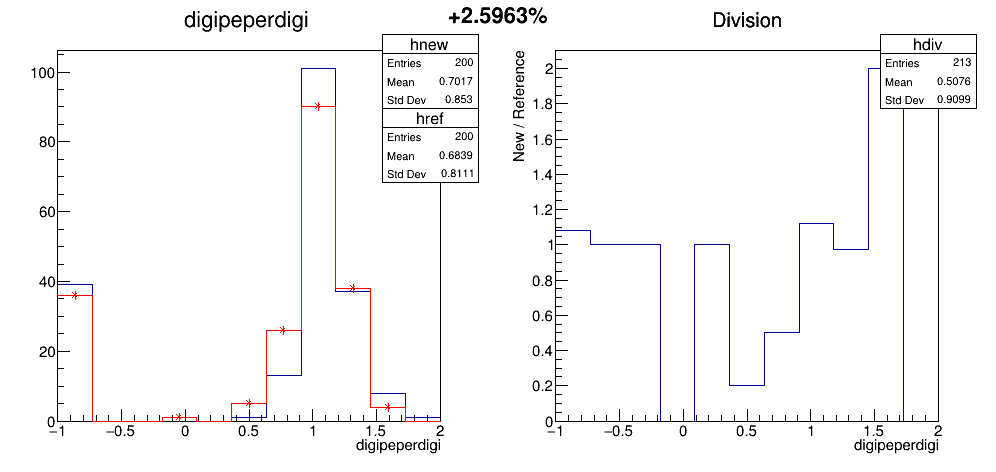 +2.5963%
digipeperdigi
hnew
Entries 200
Mean 0.7017
Std Dev 0.853
href
Entries 200
Mean 0.6839
Std Dev 0.8111
100
80
60
40
20
0
−1 −0.5 0 0.5 1 1.5 2
digipeperdigi
Division
hdiv
Entries 213
Mean 0.5076
Std Dev 0.9099
New / Reference
2
1.8
1.6
1.4
1.2
1
0.8
0.6
0.4
0.2
0
−1 −0.5 0 0.5 1 1.5 2
digipeperdigi